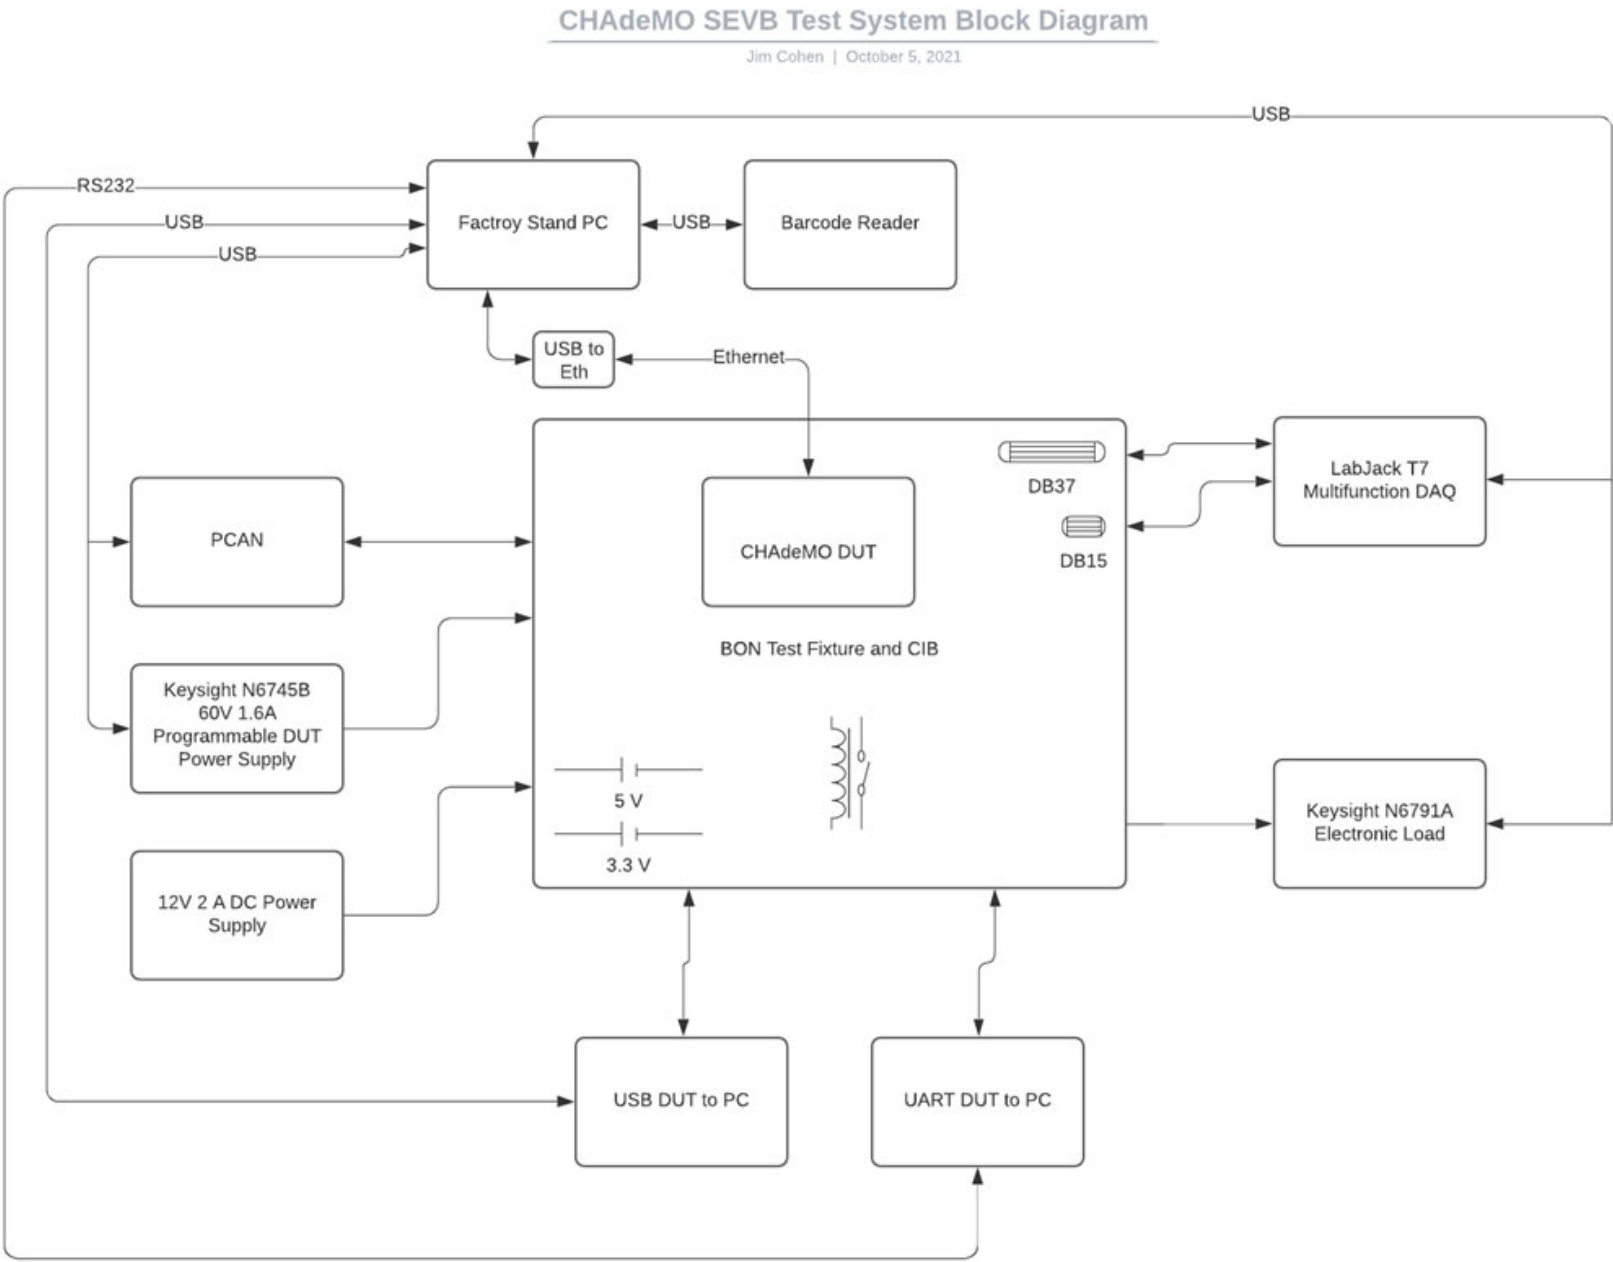 CHAdeMO SEVB Test System Block Diagram
Jim Cohen | October 5, 2021
USB
RS232
USB
USB
Factroy Stand PC
USB
Barcode Reader
USB to
Eth
Ethernet
DB37
LabJack T7
Multifunction DAQ
PCAN
CHAdeMO DUT
DB15
BON Test Fixture and CIB
Keysight N6745B
60V 1.6A
Programmable DUT
Power Supply
5 V
3.3 V
Keysight N6791A
Electronic Load
12V 2 A DC Power
Supply
USB DUT to PC
UART DUT to PC